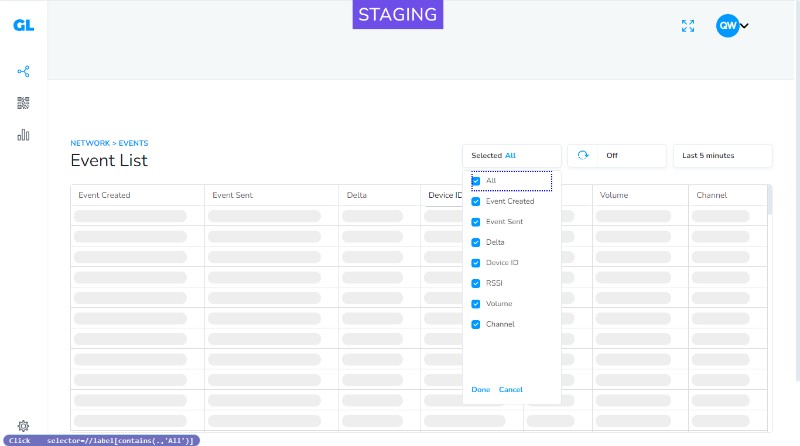 STAGING
GL
QW
NETWORK > EVENTS
Event List
Selected All
Off
Last 5 minutes
Event Created
Event Sent
Delta
Device ID
Volume
Channel
All
Event Created
Event Sent
Delta
Device ID
RSSI
Volume
Channel
Done
Cancel
Click selector=//label[contains(.,'All')]